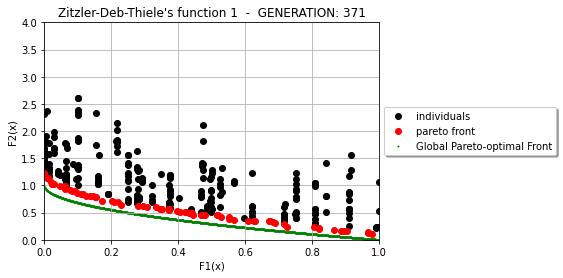 Zitzler-Deb-Thiele's function 1 - GENERATION: 371
4.0
3.5
3.0
2.5
2.0
1.5
1.0
0.5
0.0
F2(x)
0.0 0.2 0.4 0.6 0.8 1.0
F1(x)
individuals
pareto front
Global Pareto-optimal Front